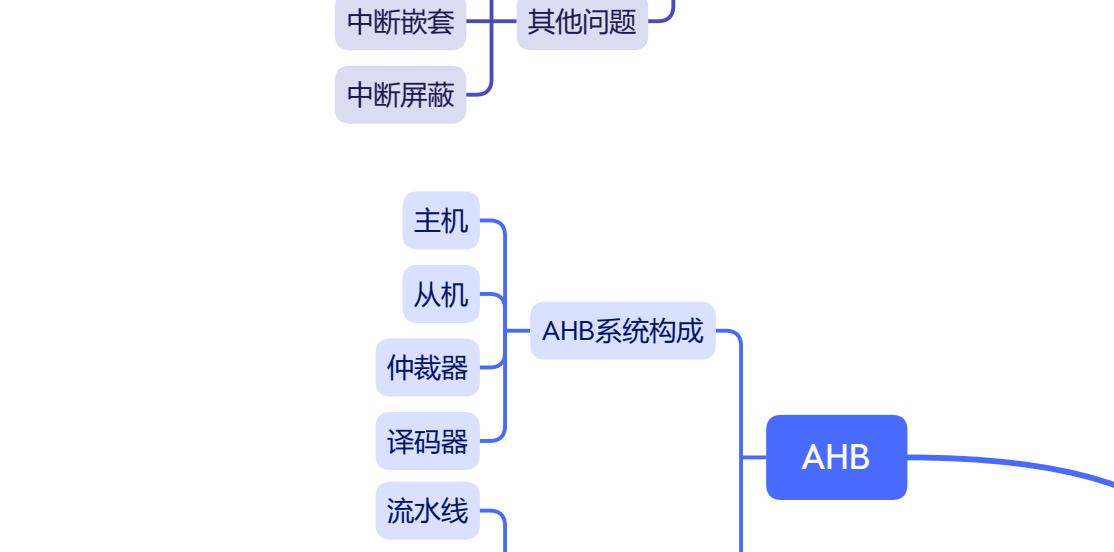 中断嵌套
其他问题
中断屏蔽
主机
从机
AHB系统构成
仲裁器
译码器
AHB
流水线